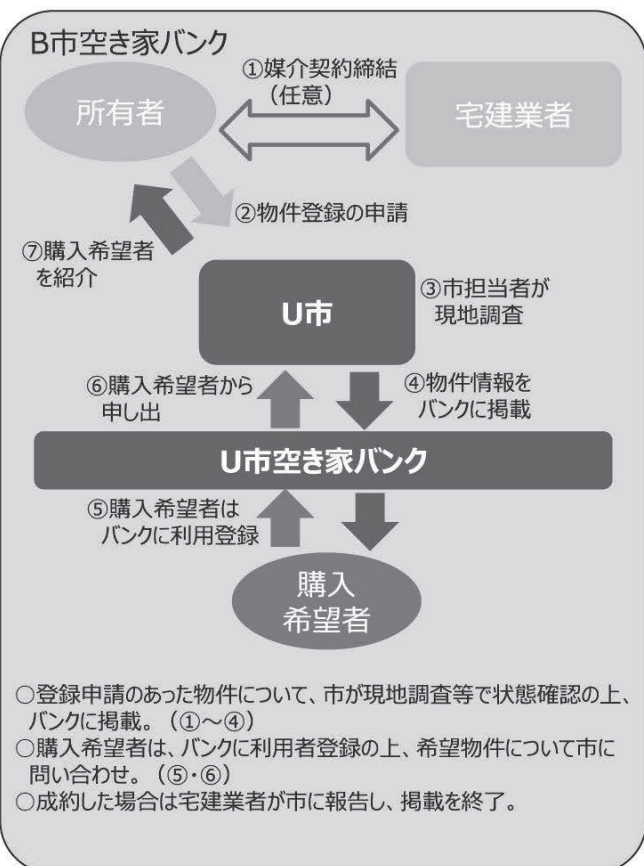 B市空き家バンク
①媒介契約締結
（任意）
所有者
宅建業者
②物件登録の申請
⑦購入希望者
を紹介
U市
③市担当者が
現地調査
⑥購入希望者から
申し出
④物件情報を
バンクに掲載
U市空き家バンク
⑤購入希望者は
バンクに利用登録
購入
希望者
○登録申請のあった物件について、市が現地調査等で状態確認の上、
バンクに掲載。（①～④）
○購入希望者は、バンクに利用者登録の上、希望物件について市に
問い合わせ。（⑤・⑥）
○成約した場合は宅建業者が市に報告し、掲載を終了。